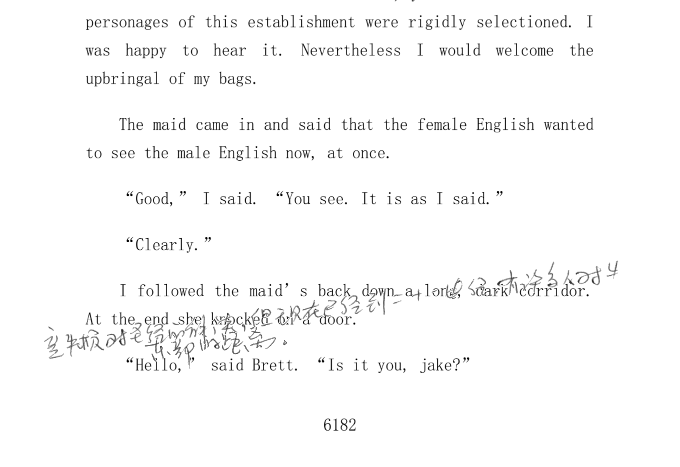 personages of this establishment were rigidly selectioned. I
was happy to hear it. Nevertheless I would welcome the
upbringal of my bags.
The maid came in and said that the female English wanted
to see the male English now, at once.
“Good,” I said. “You see. It is as I said.”
“Clearly.”
I followed the maid’s back down a long, dark corridor.
At the end she knocked on a door.
“Hello,” said Brett. “Is it you, jake?”
6182